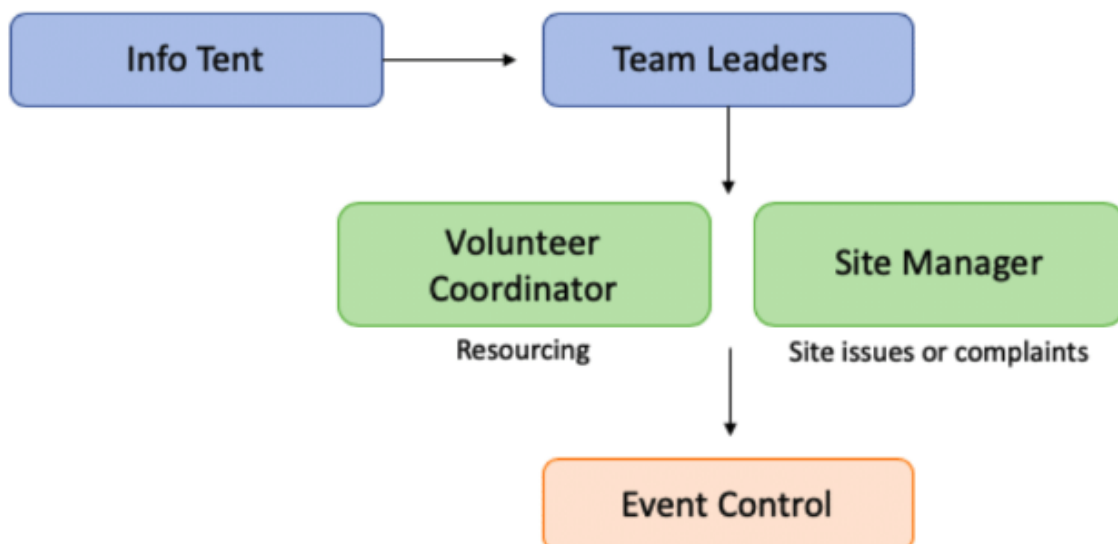 Info Tent
Team Leaders
Volunteer
Coordinator
Site Manager
Resourcing
Site issues or complaints
Event Control